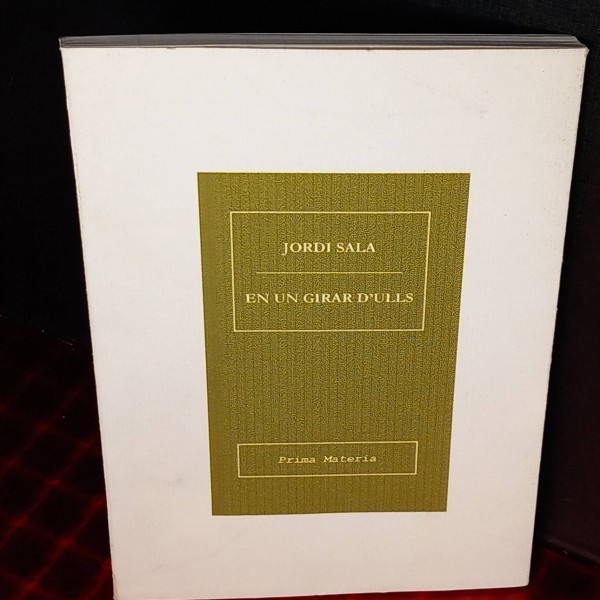 JORDI SALA
EN UN GIRAR D'ULLS
Prima Materia